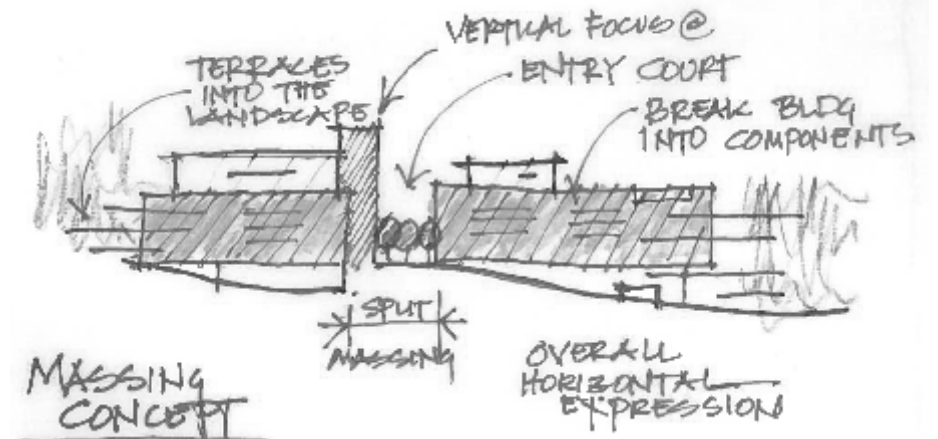 VERTICAL FOCUS @
ENTRY COURT
TERRACES
INTO THE
LANDSCAPE
BREAK BLDG
INTO COMPONENTS
SPLIT
MASSING
OVERALL
HORIZONTAL
EXPRESSION
MASSING
CONCEPT